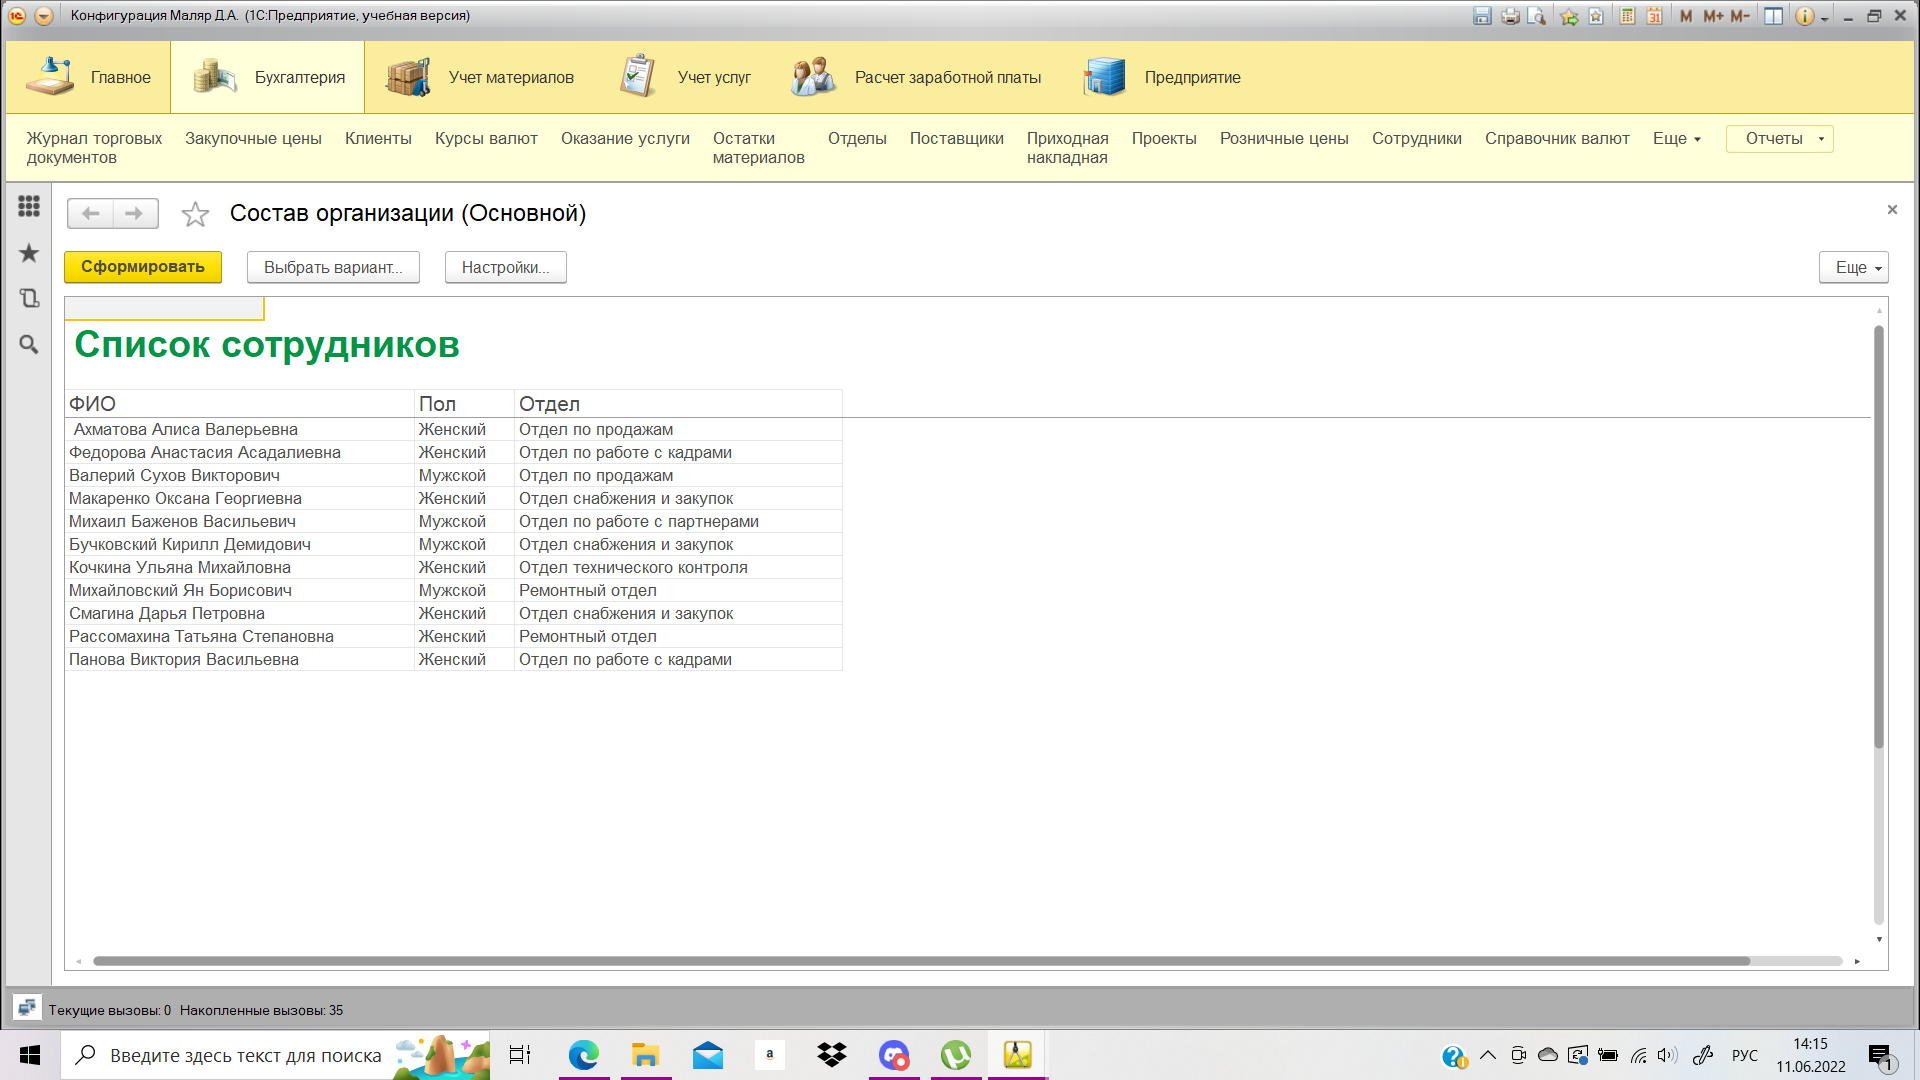 Конфигурация Маляр Д.А. (1С:Предприятие, учебная версия)
31 M M+ M-
Главное Бухгалтерия Учет материалов Учет услуг Расчет заработной платы Предприятие
Журнал торговых документов Закупочные цены Клиенты Курсы валют Оказание услуги Остатки материалов Отделы Поставщики Приходная накладная Проекты Розничные цены Сотрудники Справочник валют Еще Отчеты
Состав организации (Основной)
Сформировать Выбрать вариант... Настройки... Еще
Список сотрудников
ФИО Пол Отдел
Ахматова Алиса Валерьевна Женский Отдел по продажам
Федорова Анастасия Асадалиевна Женский Отдел по работе с кадрами
Валерий Сухов Викторович Мужской Отдел по продажам
Макаренко Оксана Георгиевна Женский Отдел снабжения и закупок
Михаил Баженов Васильевич Мужской Отдел по работе с партнерами
Бучковский Кирилл Демидович Мужской Отдел снабжения и закупок
Кочкина Ульяна Михайловна Женский Отдел технического контроля
Михайловский Ян Борисович Мужской Ремонтный отдел
Смагина Дарья Петровна Женский Отдел снабжения и закупок
Рассомахина Татьяна Степановна Женский Ремонтный отдел
Панова Виктория Васильевна Женский Отдел по работе с кадрами
Текущие вызовы: 0 Накопленные вызовы: 35
Введите здесь текст для поиска
a
РУС
14:15
11.06.2022
1